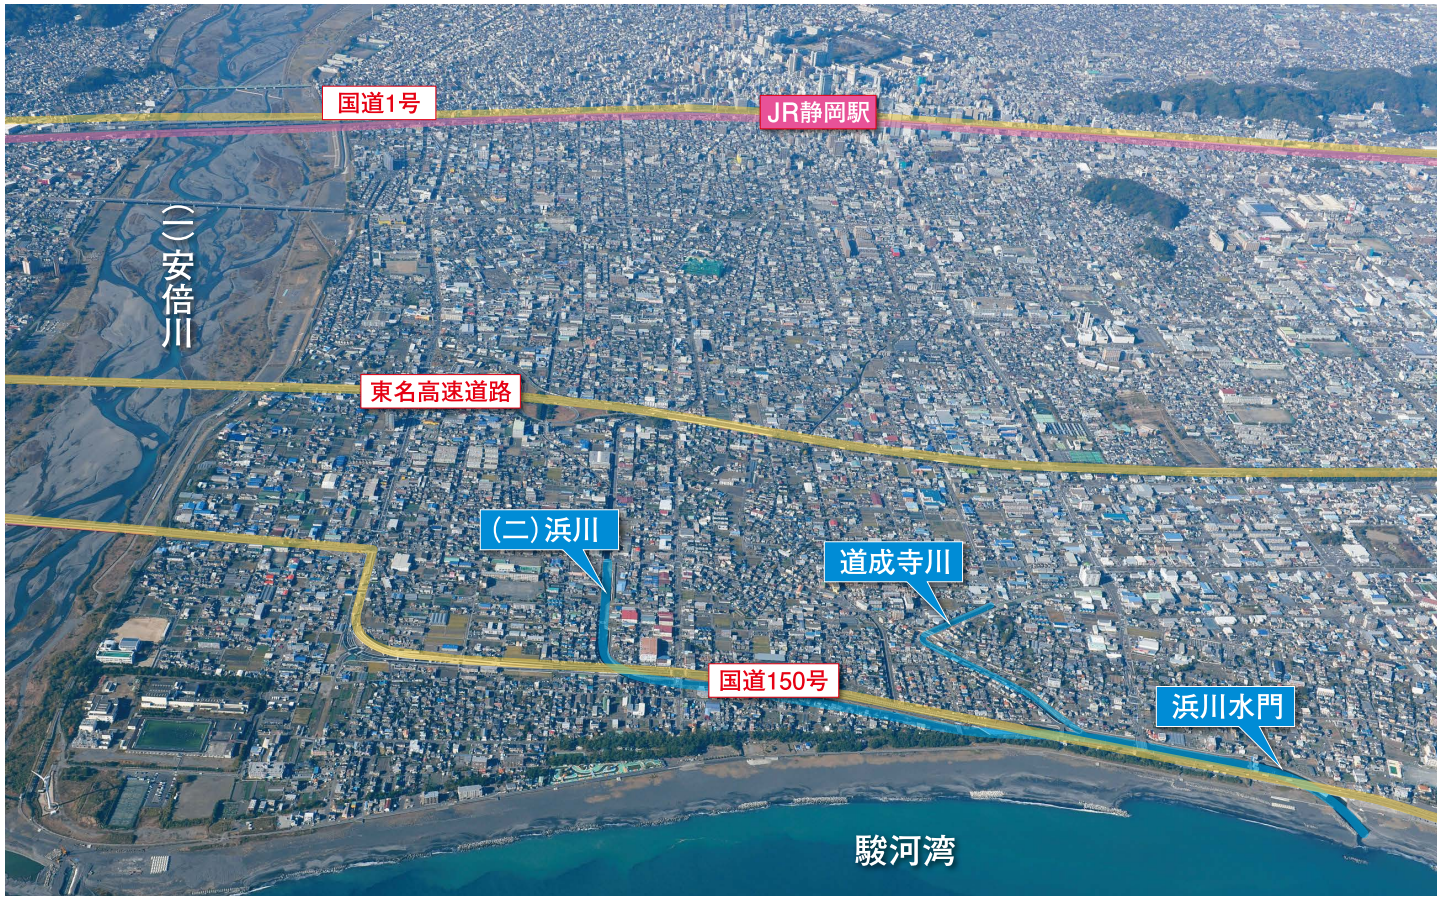 国道1号
JR静岡駅
(一)安倍川
東名高速道路
(二)浜川
道成寺川
国道150号
浜川水門
駿河湾